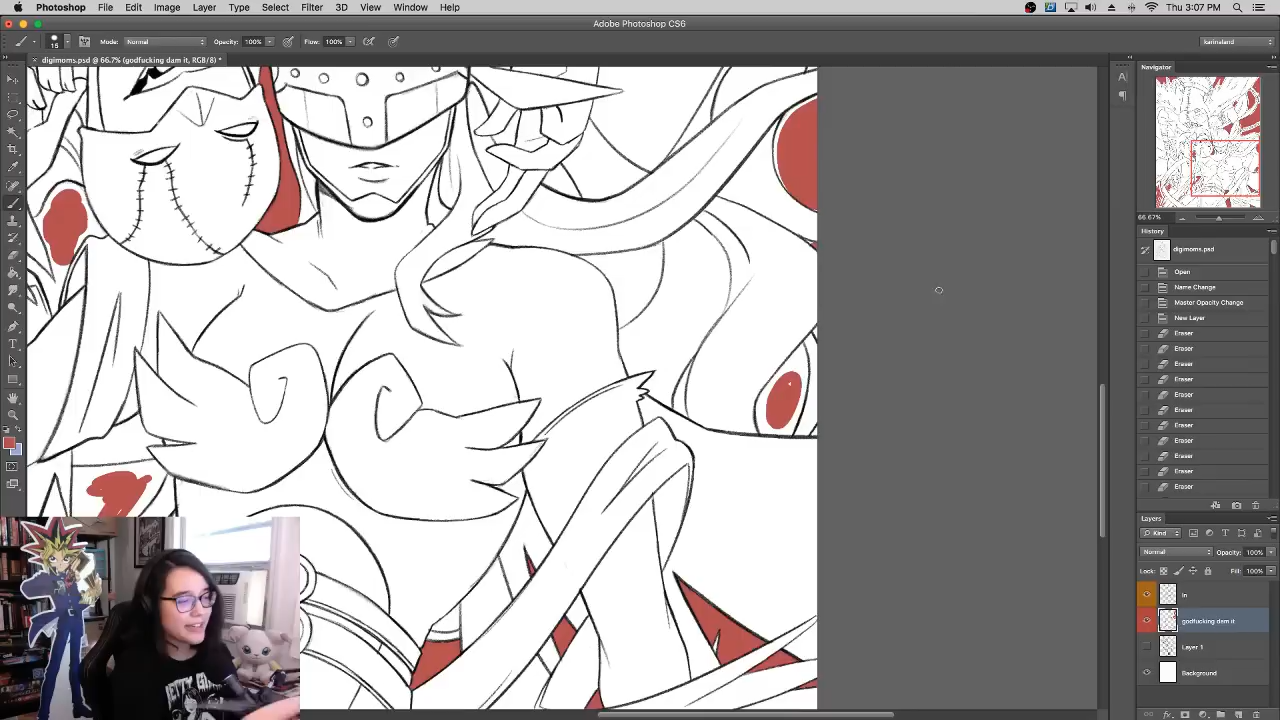 Photoshop File Edit Image Layer Type Select Filter 3D View Window Help
Thu 3:07 PM
Adobe Photoshop CS6
15 Mode: Normal Opacity: 100% Flow: 100% karinaland
digimoms.psd @ 66.7% (godfucking dam it, RGB/8) *
Navigator
66.67%
History
digimoms.psd
Open
Name Change
Master Opacity Change
New Layer
Eraser
Eraser
Eraser
Eraser
Eraser
Eraser
Eraser
Eraser
Eraser
Eraser
Eraser
Layers
Kind
Normal Opacity: 100%
Lock: Fill: 100%
godfucking dam it
Layer 1
Background